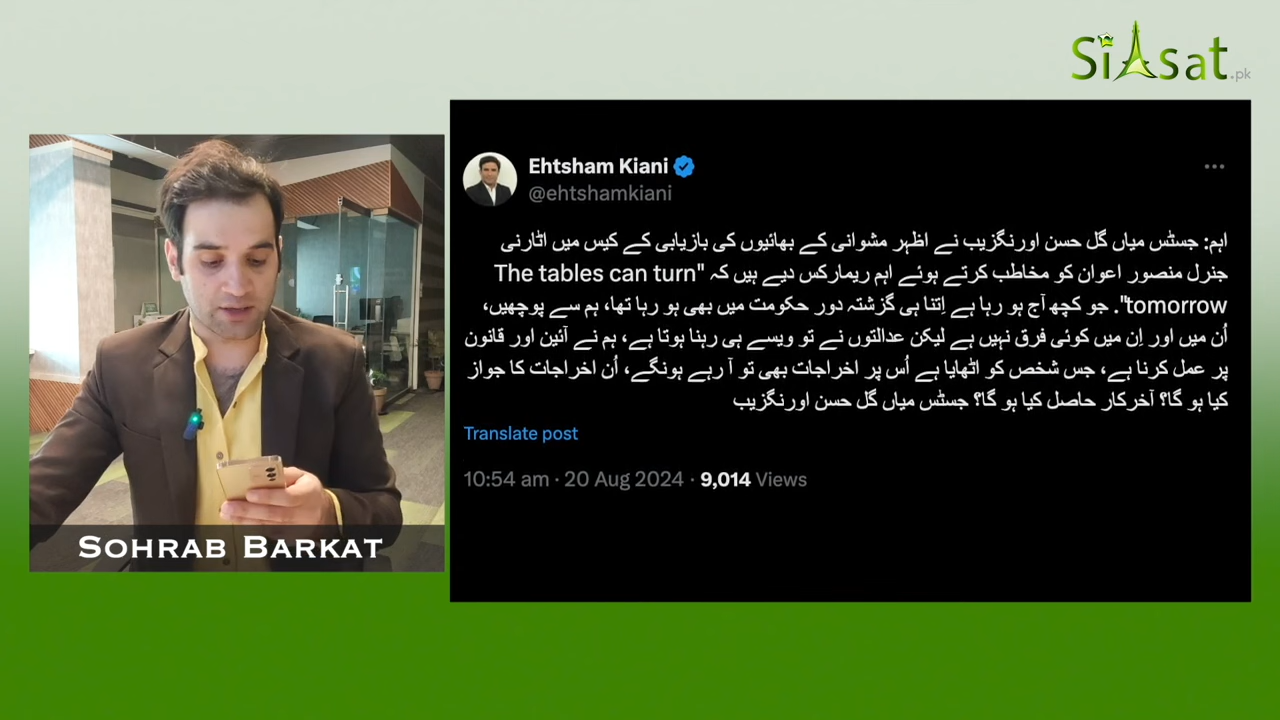 SiAsat.pk
Ehtsham Kiani
@ehtshamkiani
اہم: جسٹس میاں گل حسن اورنگزیب نے اظہر مشوانی کے بھائیوں کی بازیابی کے کیس میں اٹارنی
جنرل منصور اعوان کو مخاطب کرتے ہوئے اہم ریمارکس دیے ہیں کہ "The tables can turn
tomorrow". جو کچھ آج ہو رہا ہے اِتنا ہی گزشتہ دور حکومت میں بھی ہو رہا تھا، ہم سے پوچھیں،
اُن میں اور اِن میں کوئی فرق نہیں ہے لیکن عدالتوں نے تو ویسے ہی رہنا ہوتا ہے، ہم نے آئین اور قانون
پر عمل کرنا ہے، جس شخص کو اٹھایا ہے اُس پر اخراجات بھی تو آ رہے ہونگے، اُن اخراجات کا جواز
کیا ہو گا؟ آخرکار حاصل کیا ہو گا؟ جسٹس میاں گل حسن اورنگزیب
Translate post
10:54 am · 20 Aug 2024 · 9,014 Views
SOHRAB BARKAT